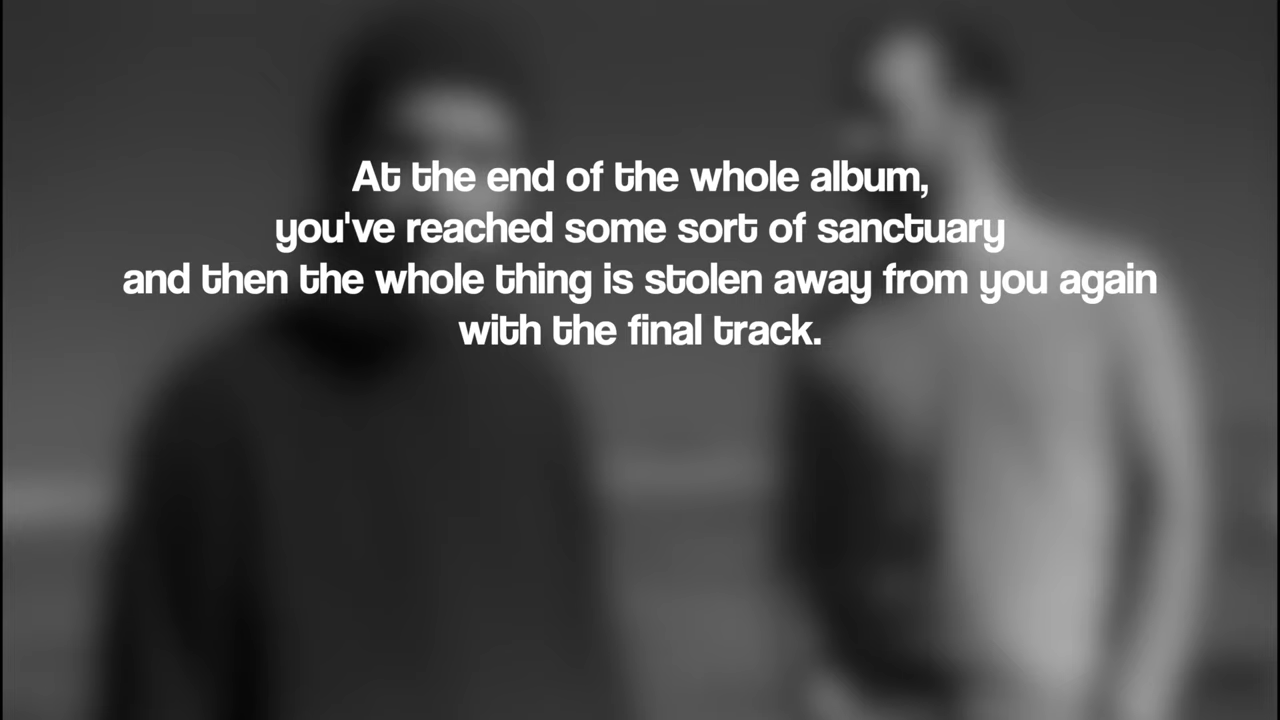 At the end of the whole album,
you've reached some sort of sanctuary
and then the whole thing is stolen away from you again
with the final track.